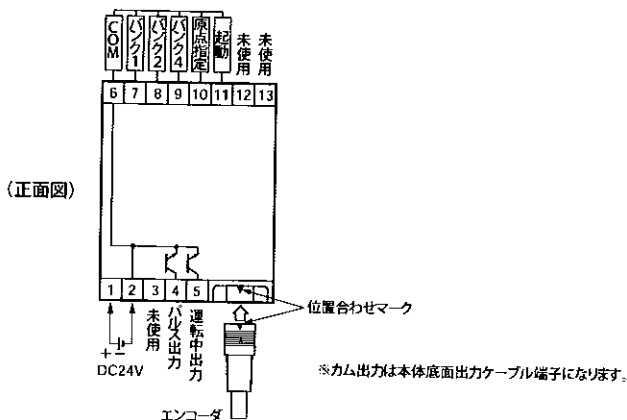 COM
バンク1
バンク2
バンク4
原点指定
起動
未使用
未使用
6 7 8 9 10 11 12 13
(正面図)
1 2 3 4 5
未使用
パルス出力
運転中出力
+ −
DC24V
位置合わせマーク
エンコーダ
※カム出力は本体底面出力ケーブル端子になります。